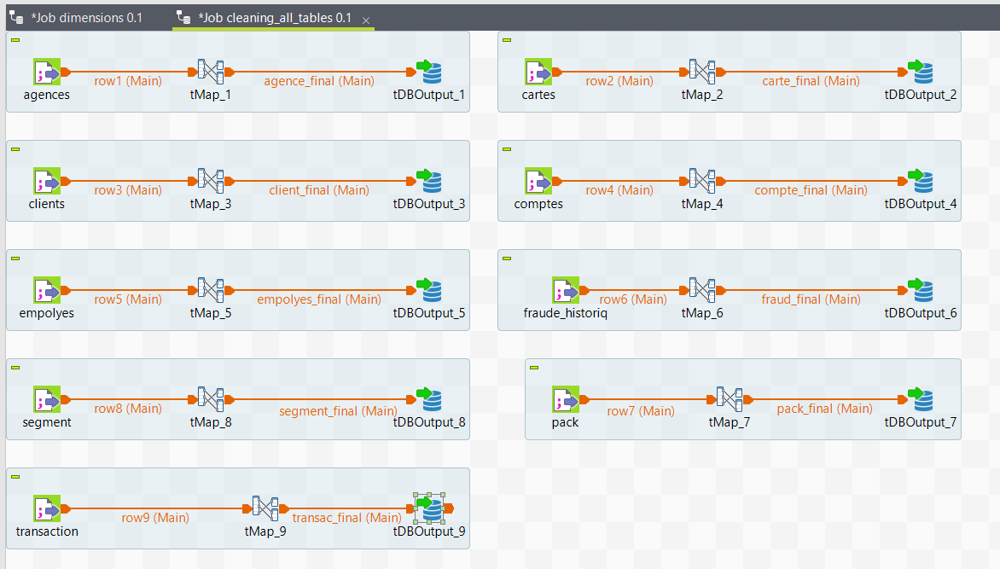 *Job dimensions 0.1 *Job cleaning_all_tables 0.1
row1 (Main) agence_final (Main)
agences tMap_1 tDBOutput_1
row2 (Main) carte_final (Main)
cartes tMap_2 tDBOutput_2
row3 (Main) client_final (Main)
clients tMap_3 tDBOutput_3
row4 (Main) compte_final (Main)
comptes tMap_4 tDBOutput_4
row5 (Main) empolyes_final (Main)
empolyes tMap_5 tDBOutput_5
row6 (Main) fraud_final (Main)
fraude_historiq tMap_6 tDBOutput_6
row8 (Main) segment_final (Main)
segment tMap_8 tDBOutput_8
row7 (Main) pack_final (Main)
pack tMap_7 tDBOutput_7
row9 (Main) transac_final (Main)
transaction tMap_9 tDBOutput_9